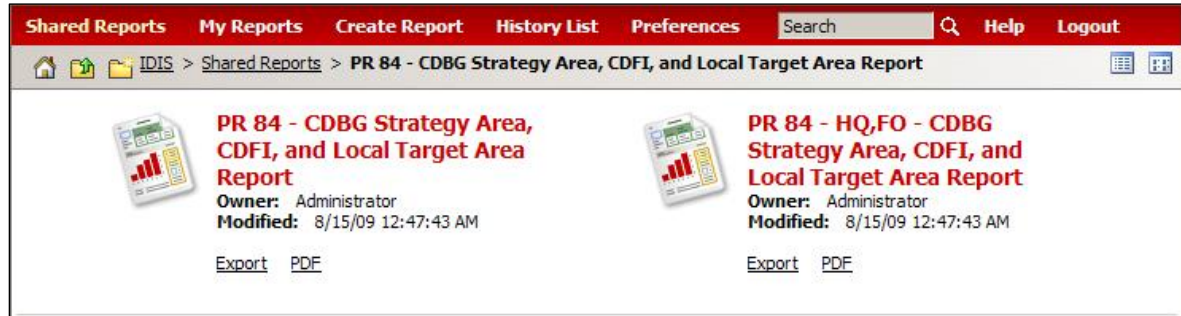 Shared Reports My Reports Create Report History List Preferences Search Help Logout
IDIS > Shared Reports > PR 84 - CDBG Strategy Area, CDFI, and Local Target Area Report
PR 84 - CDBG Strategy Area,
CDFI, and Local Target Area
Report
Owner: Administrator
Modified: 8/15/09 12:47:43 AM
Export PDF
PR 84 - HQ,FO - CDBG
Strategy Area, CDFI, and
Local Target Area Report
Owner: Administrator
Modified: 8/15/09 12:47:43 AM
Export PDF